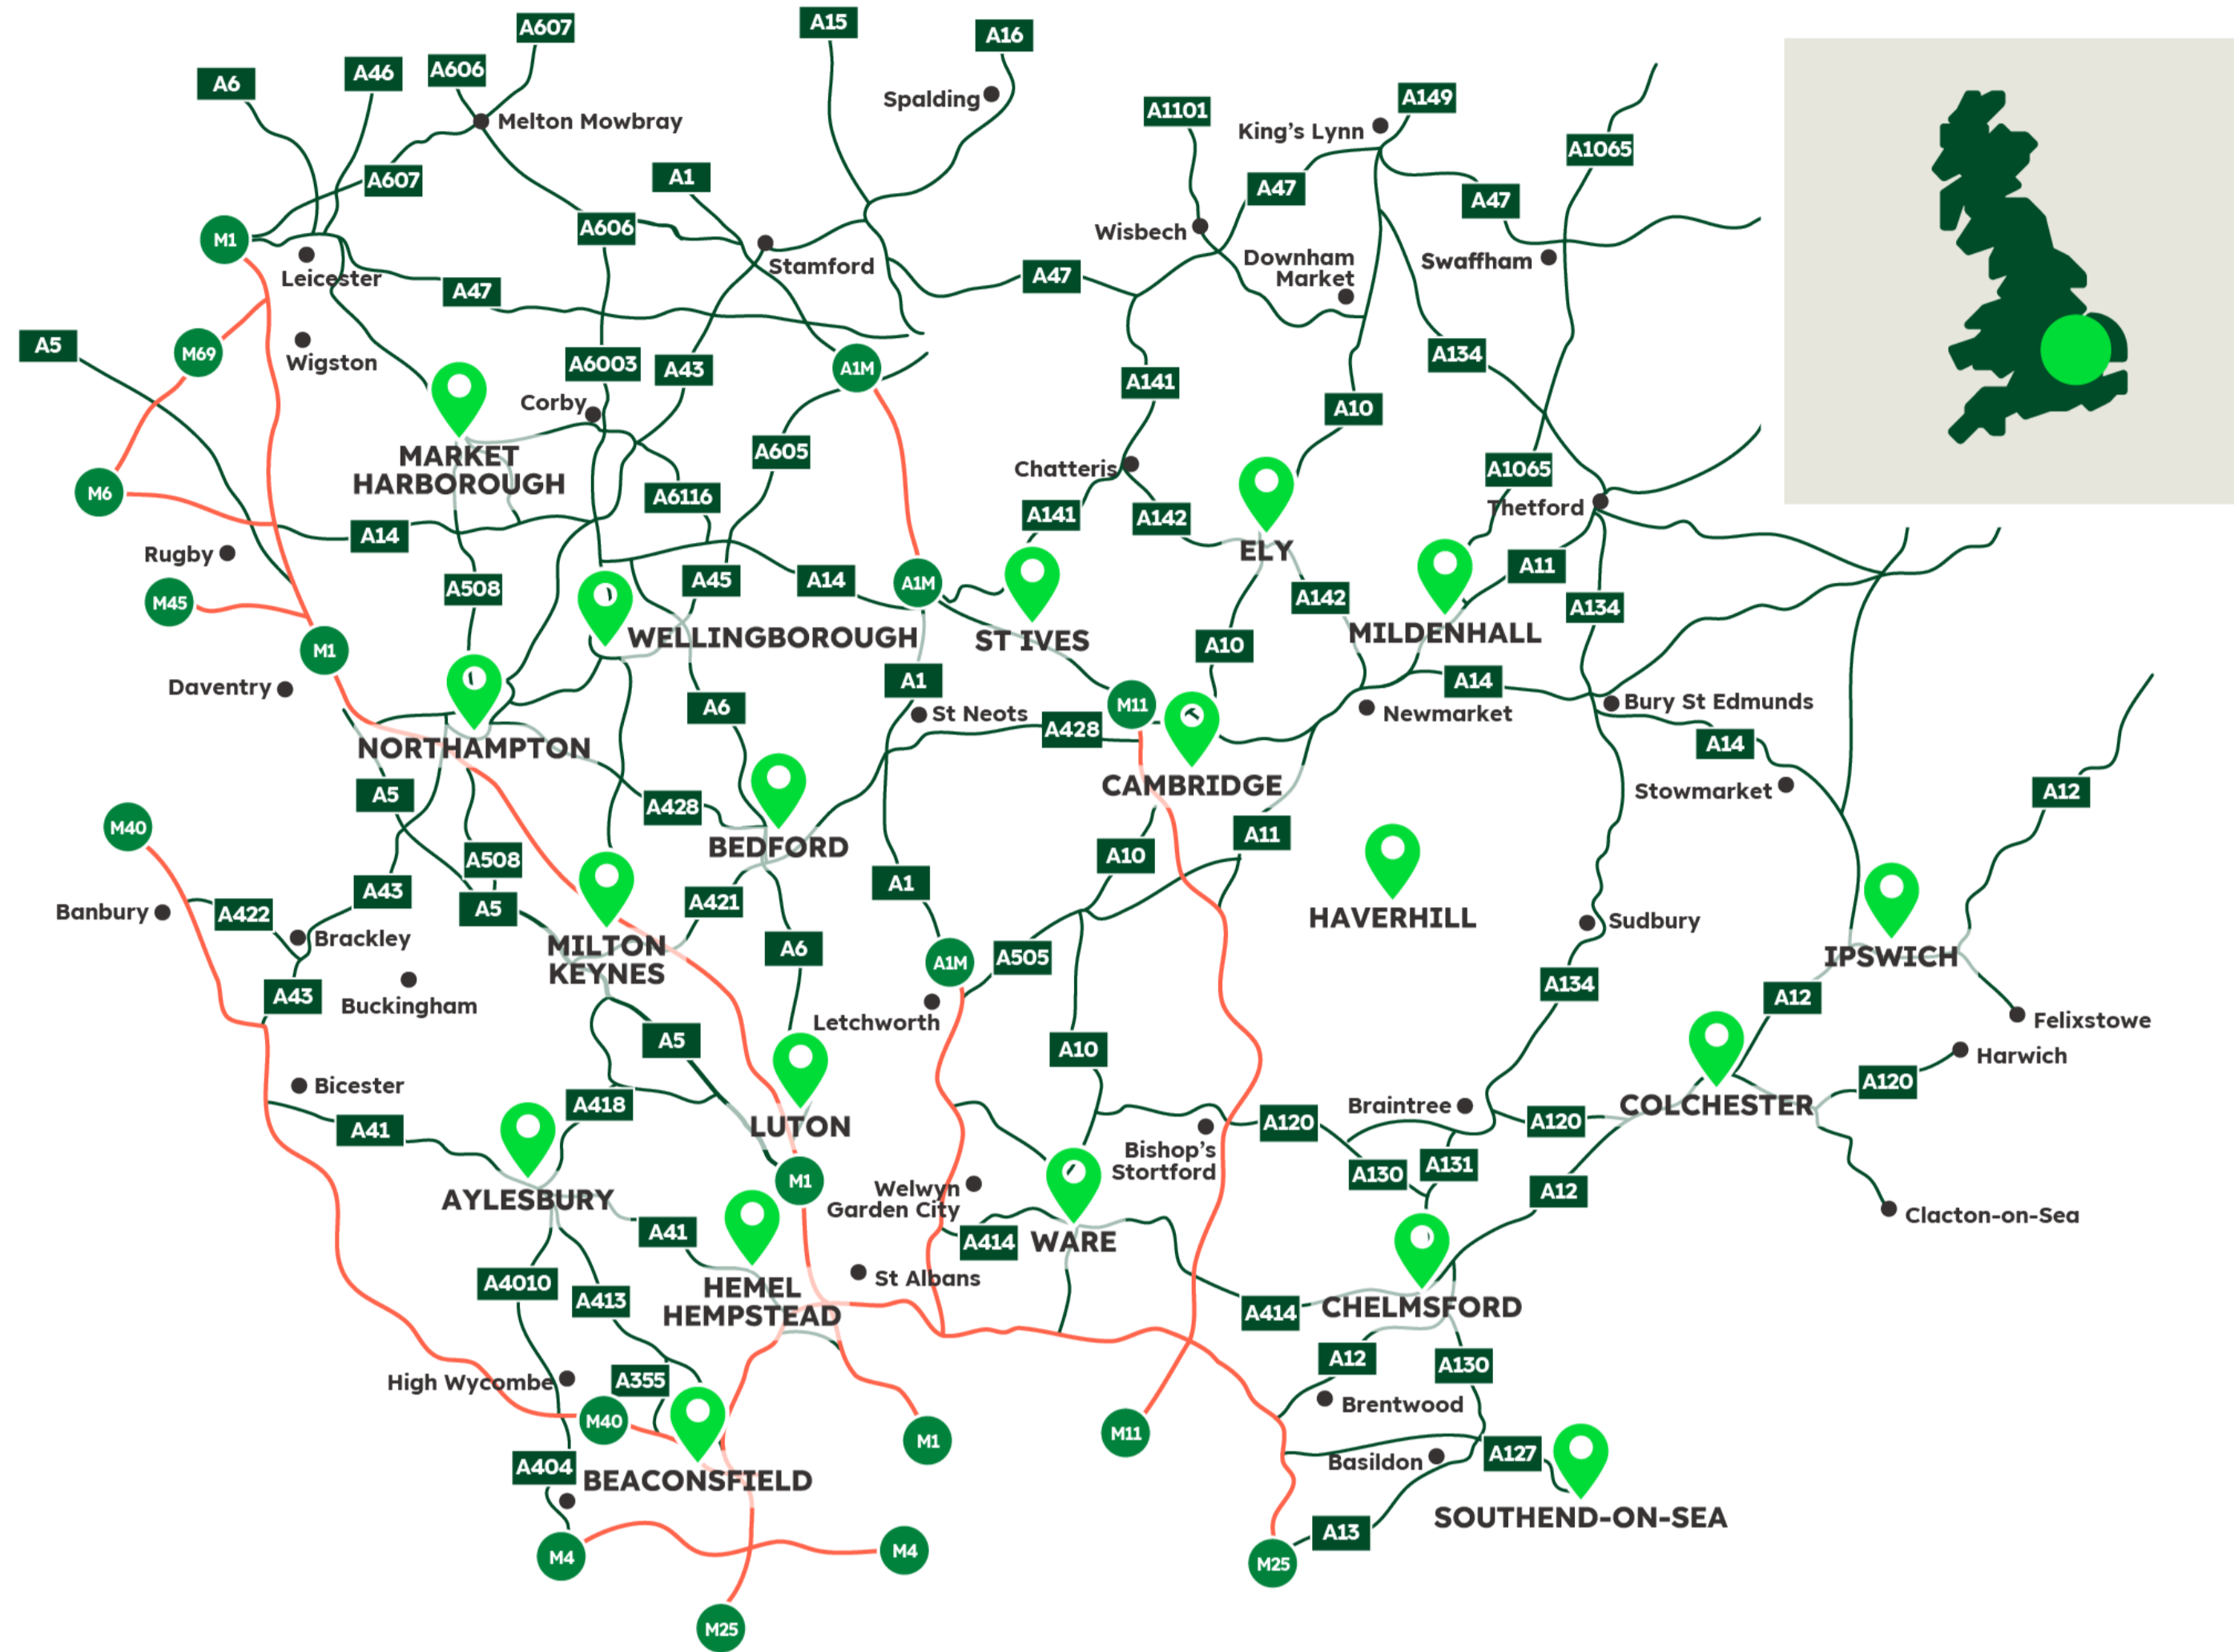 A607
A15
A16
A6
A46
A606
Spalding
A149
A1101
King's Lynn
Melton Mowbray
A1065
A607
A1
A47
A47
M1
A606
Wisbech
Leicester
Stamford
Downham
Market
Swaffham
A47
A47
A5
M69
Wigston
A6003
A43
A1M
A134
A141
Corby
A10
MARKET
HARBOROUGH
A605
Chatteris
A1065
M6
A6116
Thetford
A14
A141
A142
Rugby
ELY
A11
A508
A45
A14
A1M
M45
A142
A134
WELLINGBOROUGH
ST IVES
MILDENHALL
M1
A10
Daventry
A1
A14
A6
St Neots
M11
Newmarket
Bury St Edmunds
NORTHAMPTON
A428
A14
CAMBRIDGE
A5
Stowmarket
A12
A428
M40
BEDFORD
A11
A508
A10
A43
A1
Banbury
A422
A5
A421
HAVERHILL
Sudbury
Brackley
MILTON
KEYNES
A6
A1M
A505
IPSWICH
A43
A134
A12
Buckingham
Letchworth
Felixstowe
A5
A10
Harwich
Bicester
A418
A120
LUTON
Braintree
COLCHESTER
A41
A120
A120
Bishop's
Stortford
A130
A131
M1
Welwyn
Garden City
A12
AYLESBURY
Clacton-on-Sea
A41
A414
WARE
A4010
A413
HEMEL
HEMPSTEAD
St Albans
A414
CHELMSFORD
High Wycombe
A355
A12
A130
M40
Brentwood
M1
M11
A404
BEACONSFIELD
Basildon
A127
SOUTHEND-ON-SEA
A13
M4
M4
M25
M25